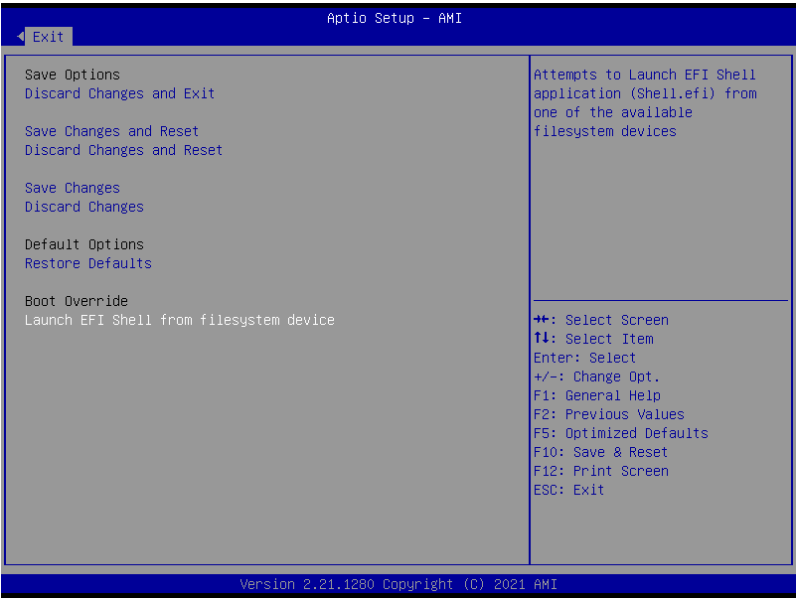 Aptio Setup – AMI
Exit
Save Options
Discard Changes and Exit
Save Changes and Reset
Discard Changes and Reset
Save Changes
Discard Changes
Default Options
Restore Defaults
Boot Override
Launch EFI Shell from filesystem device
Attempts to Launch EFI Shell
application (Shell.efi) from
one of the available
filesystem devices
→←: Select Screen
↑↓: Select Item
Enter: Select
+/-: Change Opt.
F1: General Help
F2: Previous Values
F5: Optimized Defaults
F10: Save & Reset
F12: Print Screen
ESC: Exit
Version 2.21.1280 Copyright (C) 2021 AMI